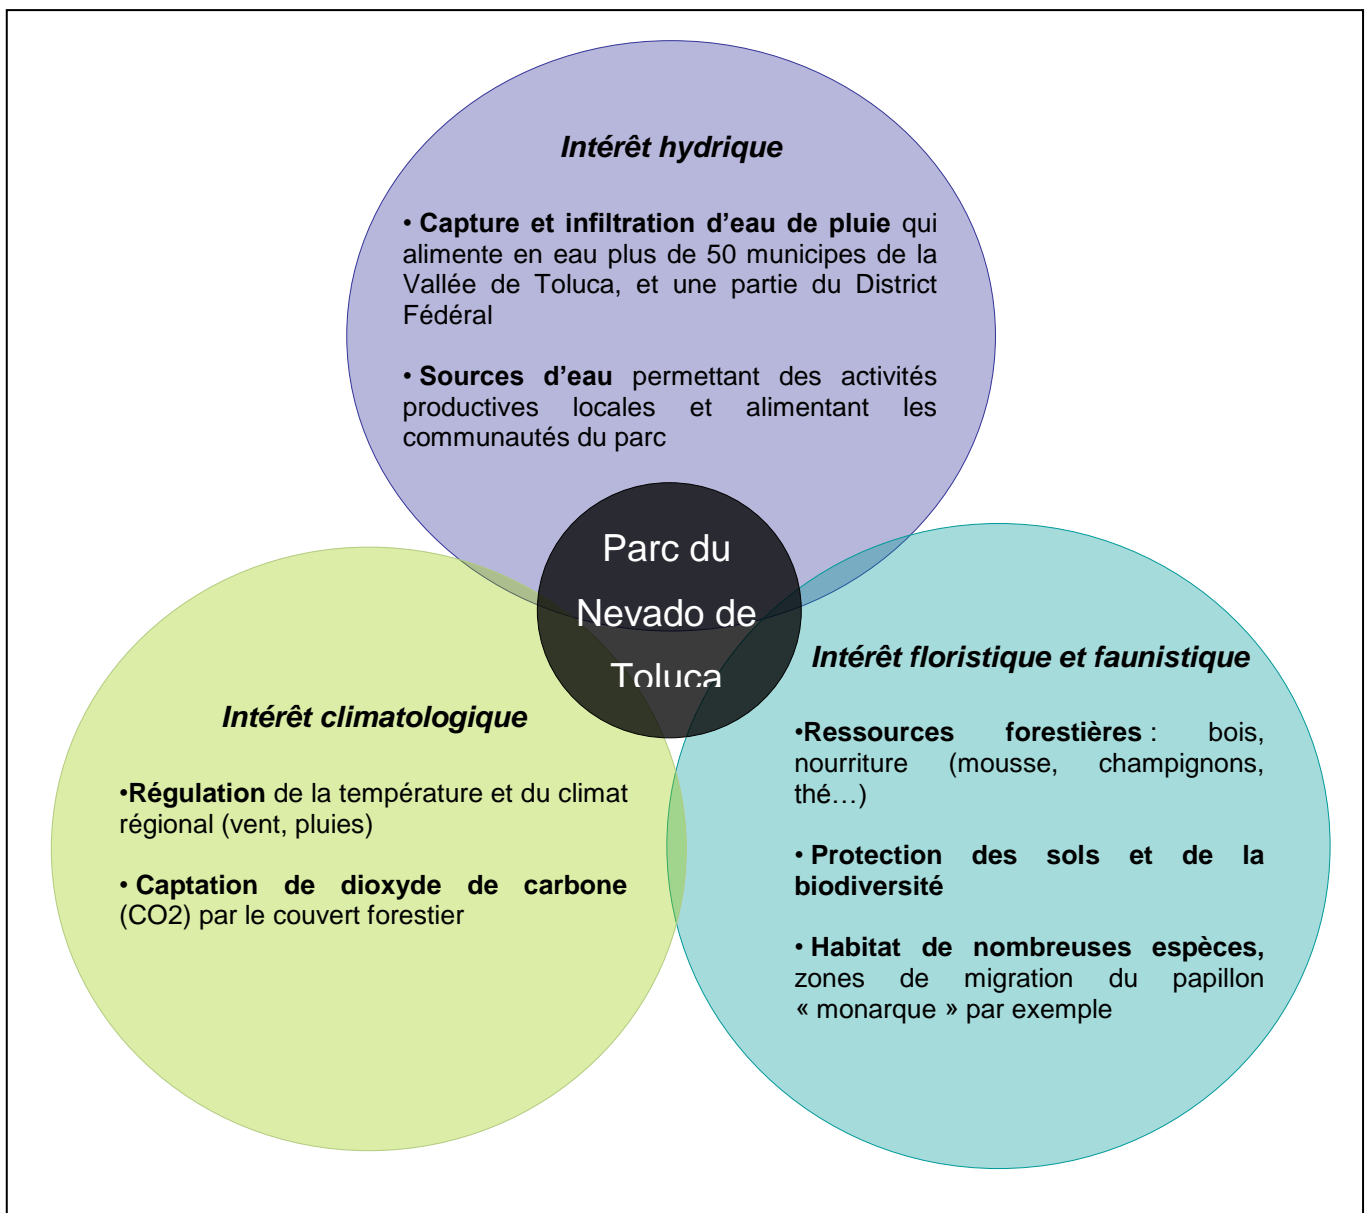 Intérêt hydrique
• Capture et infiltration d’eau de pluie qui
alimente en eau plus de 50 municipes de la
Vallée de Toluca, et une partie du District
Fédéral
• Sources d’eau permettant des activités
productives locales et alimentant les
communautés du parc
Parc du
Nevado de
Toluca
Intérêt climatologique
•Régulation de la température et du climat
régional (vent, pluies)
• Captation de dioxyde de carbone
(CO2) par le couvert forestier
Intérêt floristique et faunistique
•Ressources forestières : bois,
nourriture (mousse, champignons,
thé…)
• Protection des sols et de la
biodiversité
• Habitat de nombreuses espèces,
zones de migration du papillon
« monarque » par exemple